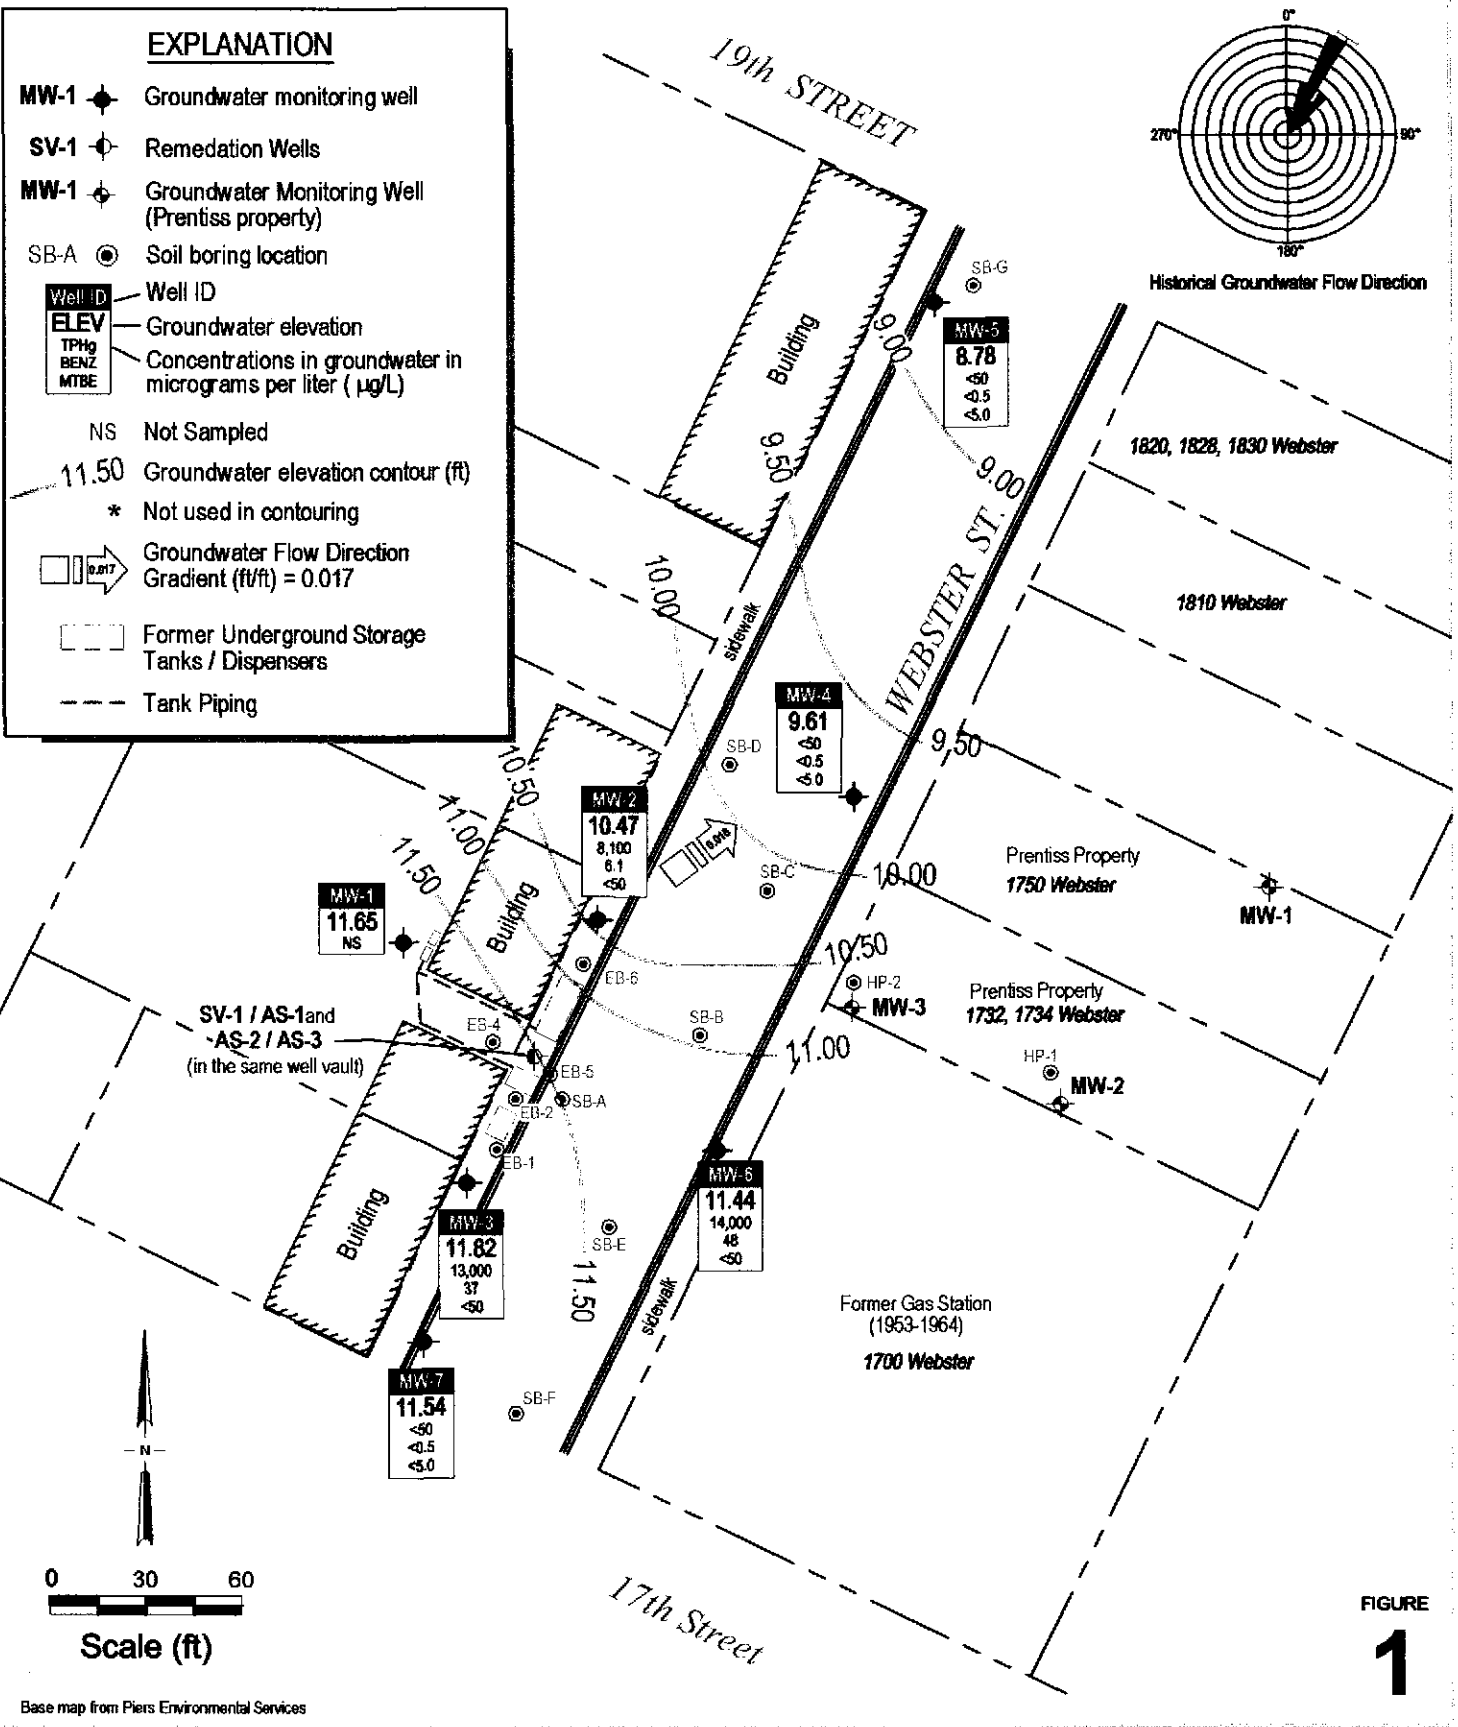 EXPLANATION
MW-1 Groundwater monitoring well
SV-1 Remedation Wells
MW-1 Groundwater Monitoring Well
(Prentiss property)
SB-A Soil boring location
Well ID Well ID
ELEV Groundwater elevation
TPHg
BENZ
MTBE
Concentrations in groundwater in
micrograms per liter ( µg/L)
NS Not Sampled
11.50 Groundwater elevation contour (ft)
* Not used in contouring
0.017
Groundwater Flow Direction
Gradient (ft/ft) = 0.017
Former Underground Storage
Tanks / Dispensers
Tank Piping
19th STREET
0°
90°
180°
270°
Historical Groundwater Flow Direction
Building
SB-G
MW-5
8.78
<50
<0.5
<5.0
9.00
9.00
9.50
1820, 1828, 1830 Webster
WEBSTER ST.
1810 Webster
10.00
sidewalk
MW-4
9.61
<50
<0.5
<5.0
9.50
SB-D
10.50
11.00
11.50
MW-2
10.47
8,100
6.1
<50
SB-C
10.00
Prentiss Property
1750 Webster
MW-1
MW-1
11.65
NS
Building
EB-6
10.50
HP-2
MW-3
Prentiss Property
1732, 1734 Webster
SV-1 / AS-1and
AS-2 / AS-3
(in the same well vault)
EB-4
SB-B
11.00
HP-1
MW-2
EB-5
EB-2
SB-A
EB-1
MW-6
11.44
14,000
48
<50
Building
MW-3
11.82
13,000
37
<50
SB-E
11.50
sidewalk
Former Gas Station
(1953-1964)
1700 Webster
MW-7
11.54
<50
<0.5
<5.0
SB-F
N
0 30 60
Scale (ft)
17th Street
FIGURE
1
Base map from Piers Environmental Services